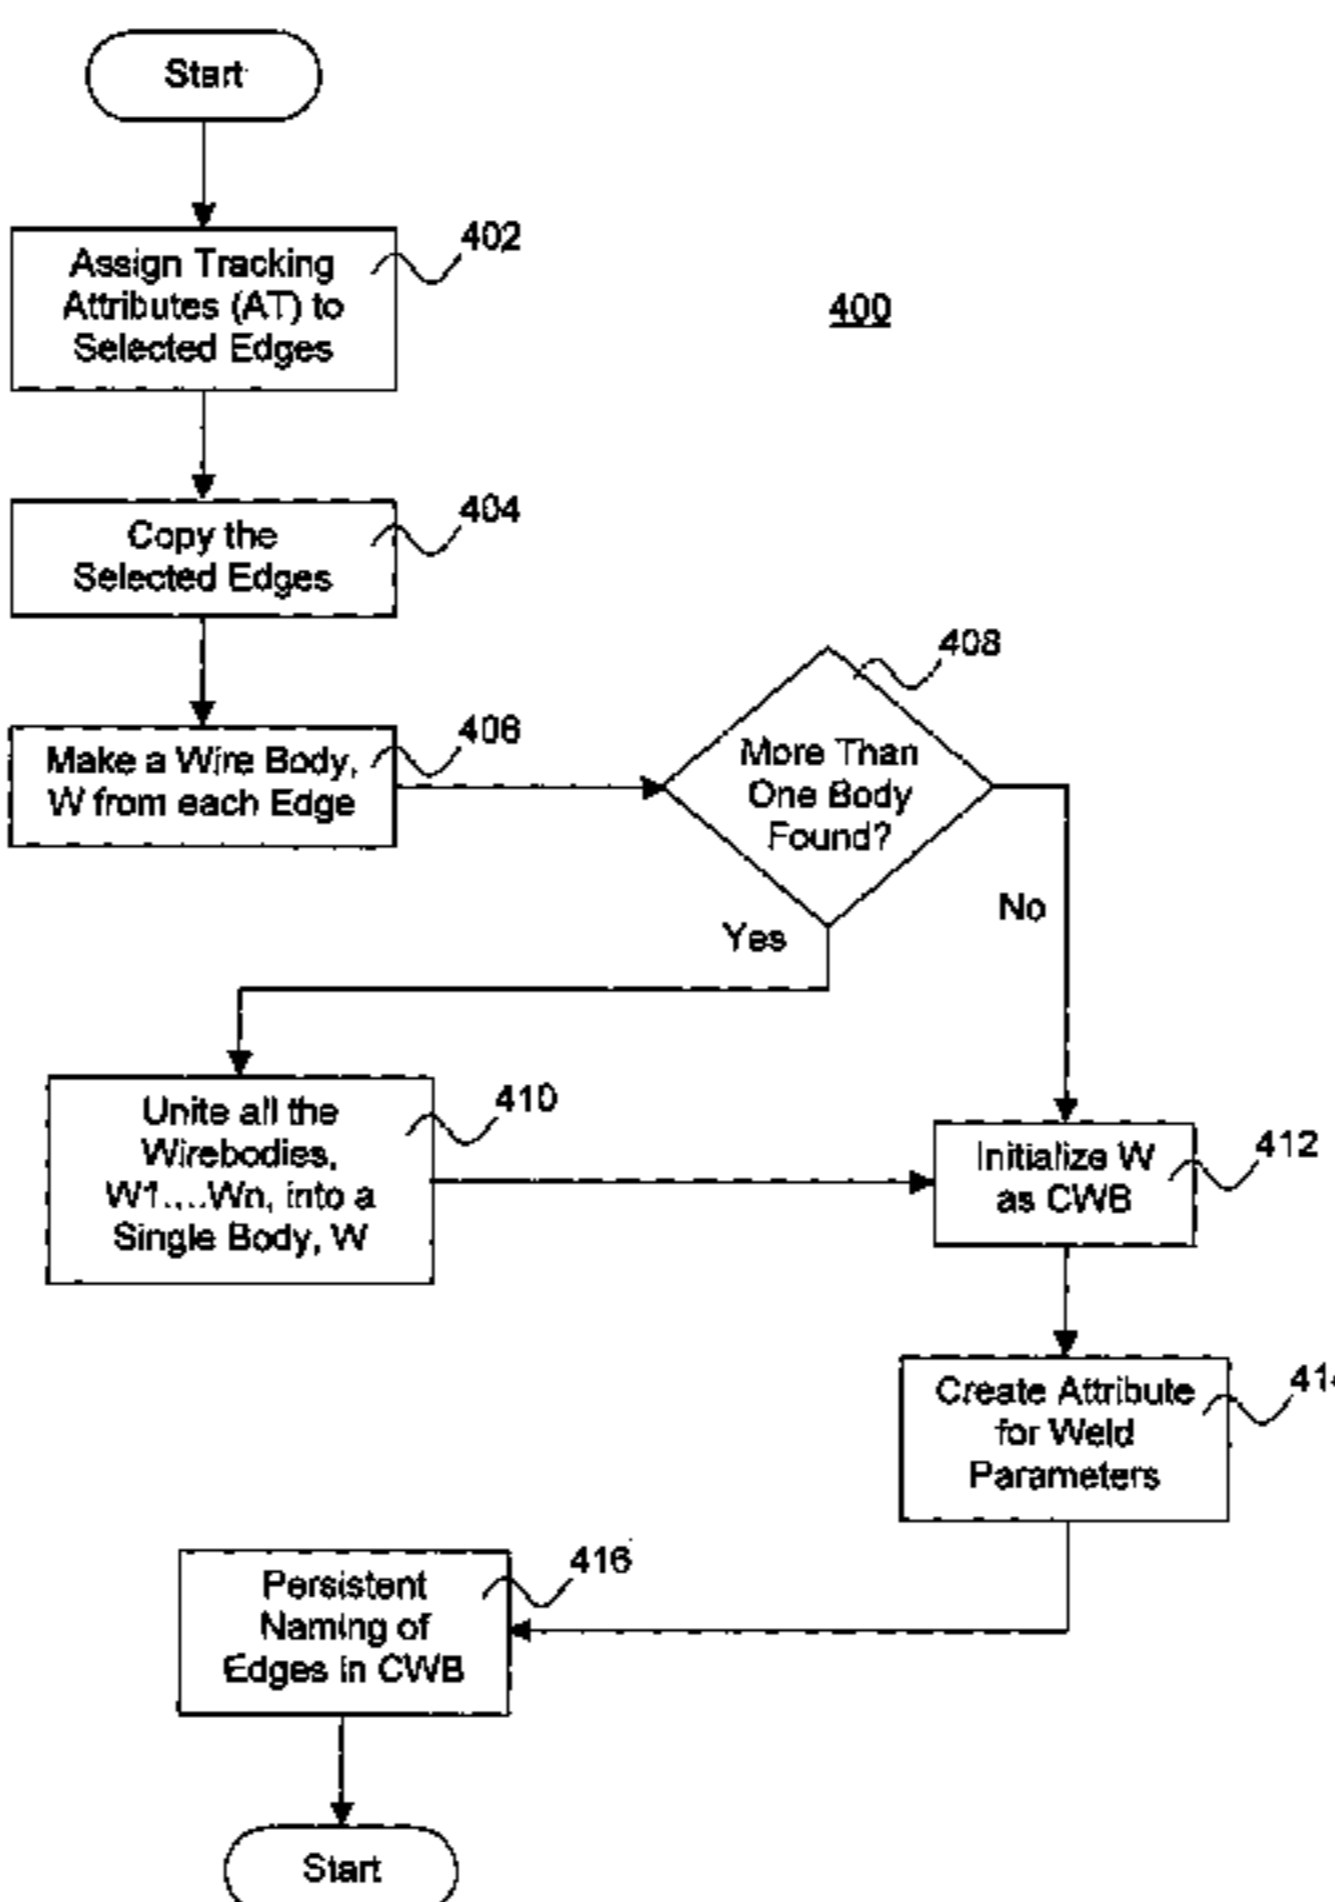 Start
402
Assign Tracking
Attributes (AT) to
Selected Edges
400
404
Copy the
Selected Edges
408
406
Make a Wire Body,
W from each Edge
More Than
One Body
Found?
No
Yes
410
Unite all the
Wirebodies,
W1....Wn, into a
Single Body, W
412
Initialize W
as CWB
Create Attribute
for Weld
Parameters
416
Persistent
Naming of
Edges in CWB
Start